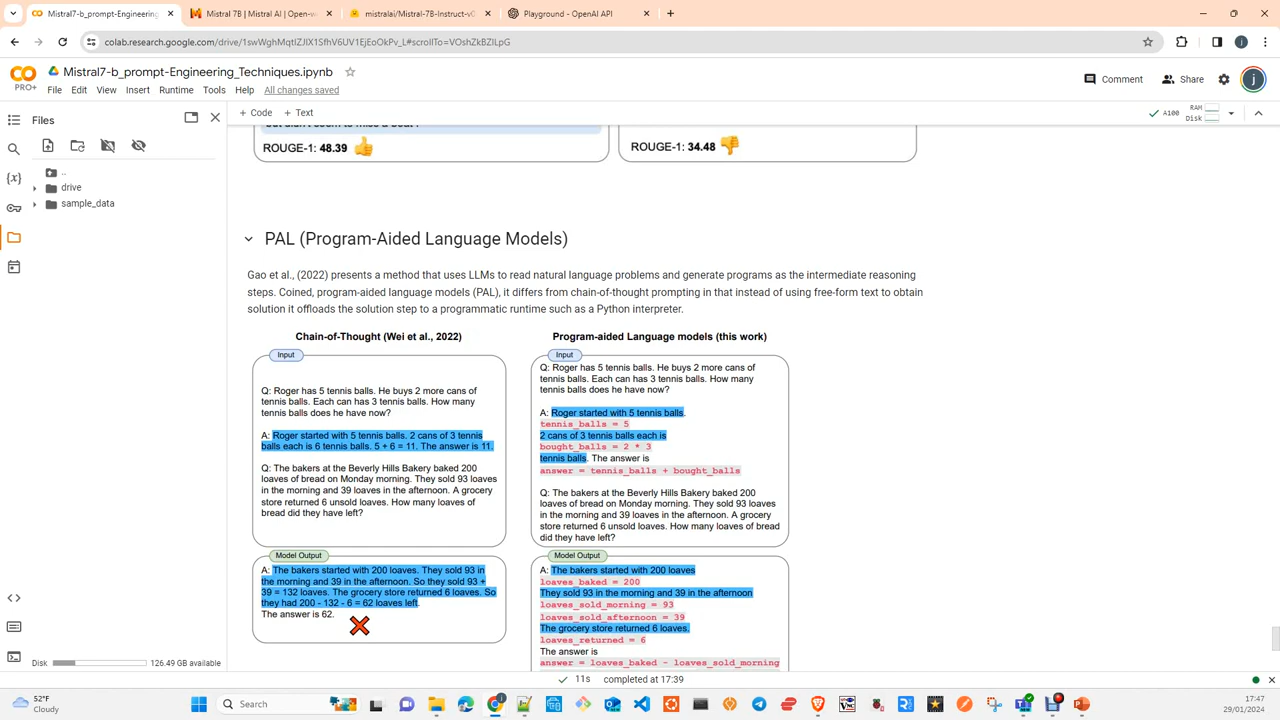 Mistral7-b_prompt-Engineering_
Mistral 7B | Mistral AI | Open-w
mistralai/Mistral-7B-Instruct-v0
Playground - OpenAI API
colab.research.google.com/drive/
Mistral7-b_prompt-Engineering_Techniques.ipynb
PRO+
File Edit View Insert Runtime Tools Help All changes saved
Comment
Share
j
j
Files
+ Code + Text
A100
RAM
Disk
{x}
..
drive
sample_data
but didn't seem to miss a beat !
ROUGE-1: 48.39
ROUGE-1: 34.48
PAL (Program-Aided Language Models)
Gao et al., (2022) presents a method that uses LLMs to read natural language problems and generate programs as the intermediate reasoning
steps. Coined, program-aided language models (PAL), it differs from chain-of-thought prompting in that instead of using free-form text to obtain
solution it offloads the solution step to a programmatic runtime such as a Python interpreter.
Chain-of-Thought (Wei et al., 2022)
Input
Q: Roger has 5 tennis balls. He buys 2 more cans of
tennis balls. Each can has 3 tennis balls. How many
tennis balls does he have now?
A: Roger started with 5 tennis balls. 2 cans of 3 tennis
balls each is 6 tennis balls. 5 + 6 = 11. The answer is 11.
Q: The bakers at the Beverly Hills Bakery baked 200
loaves of bread on Monday morning. They sold 93 loaves
in the morning and 39 loaves in the afternoon. A grocery
store returned 6 unsold loaves. How many loaves of
bread did they have left?
Model Output
A: The bakers started with 200 loaves. They sold 93 in
the morning and 39 in the afternoon. So they sold 93 +
39 = 132 loaves. The grocery store returned 6 loaves. So
they had 200 - 132 - 6 = 62 loaves left.
The answer is 62.
Program-aided Language models (this work)
Input
Q: Roger has 5 tennis balls. He buys 2 more cans of
tennis balls. Each can has 3 tennis balls. How many
tennis balls does he have now?
A: Roger started with 5 tennis balls.
tennis_balls = 5
2 cans of 3 tennis balls each is
bought_balls = 2 * 3
tennis balls. The answer is
answer = tennis_balls + bought_balls
Q: The bakers at the Beverly Hills Bakery baked 200
loaves of bread on Monday morning. They sold 93 loaves
in the morning and 39 loaves in the afternoon. A grocery
store returned 6 unsold loaves. How many loaves of bread
did they have left?
Model Output
A: The bakers started with 200 loaves
loaves_baked = 200
They sold 93 in the morning and 39 in the afternoon
loaves_sold_morning = 93
loaves_sold_afternoon = 39
The grocery store returned 6 loaves.
loaves_returned = 6
The answer is
answer = loaves_baked - loaves_sold_morning
Disk
126.49 GB available
11s completed at 17:39
52°F
Cloudy
Search
17:47
29/01/2024